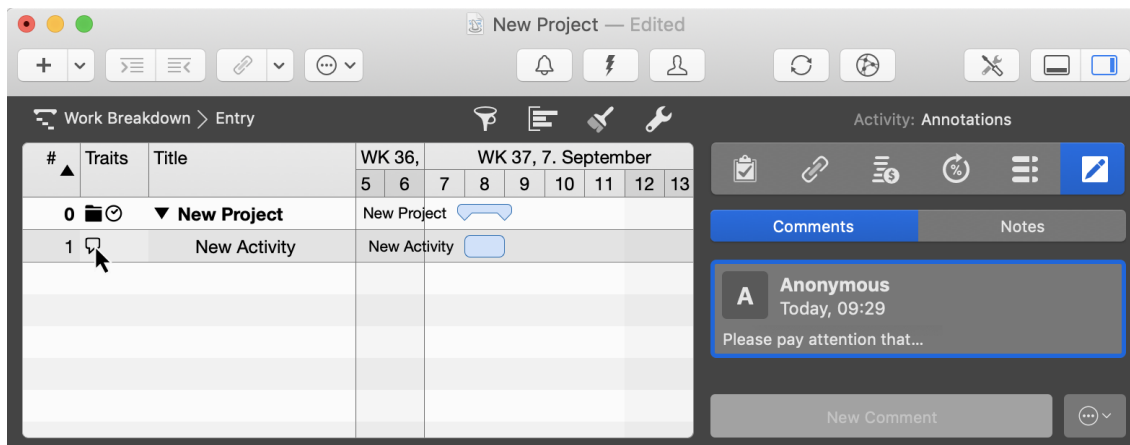 New Project — Edited
Work Breakdown > Entry
Activity: Annotations
# Traits Title WK 36, WK 37, 7. September
5 6 7 8 9 10 11 12 13
0 New Project New Project
1 New Activity New Activity
Comments Notes
A Anonymous
Today, 09:29
Please pay attention that...
New Comment